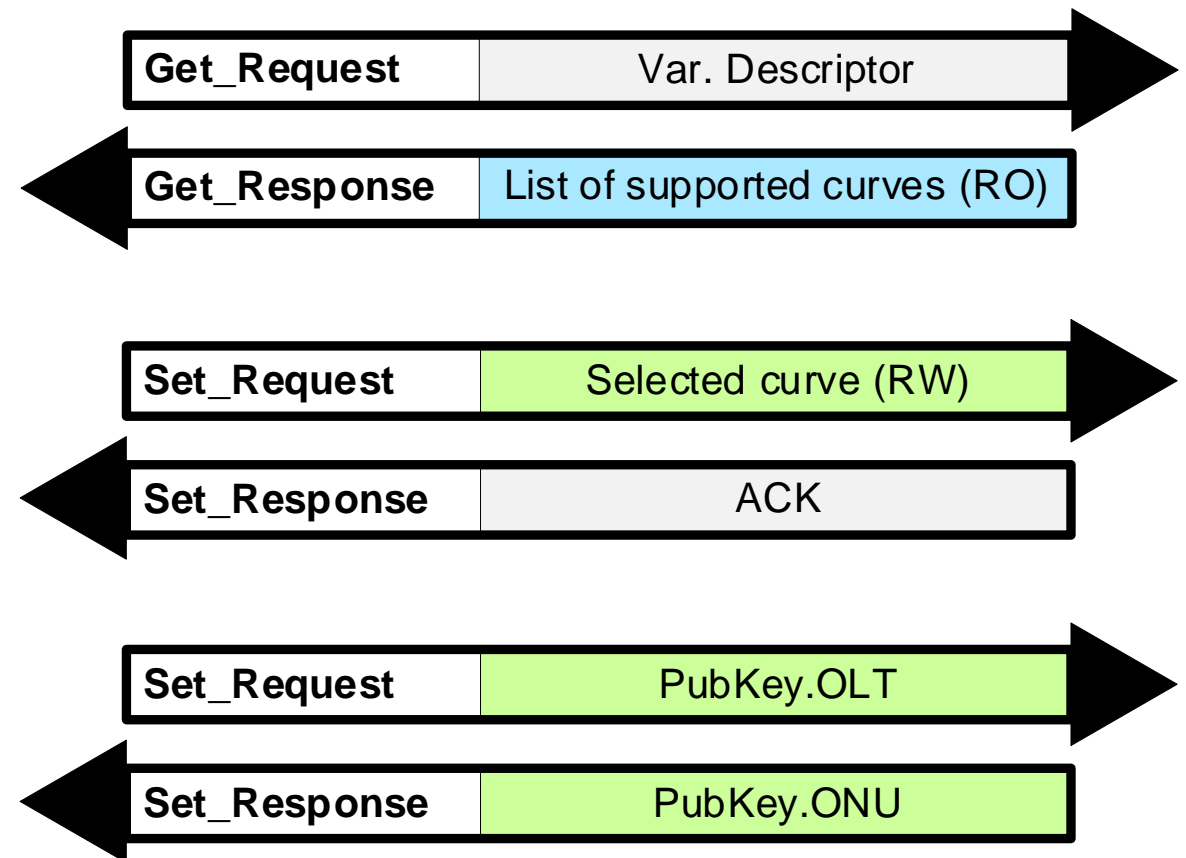 Get_Request Var. Descriptor
Get_Response List of supported curves (RO)
Set_Request Selected curve (RW)
Set_Response ACK
Set_Request PubKey.OLT
Set_Response PubKey.ONU